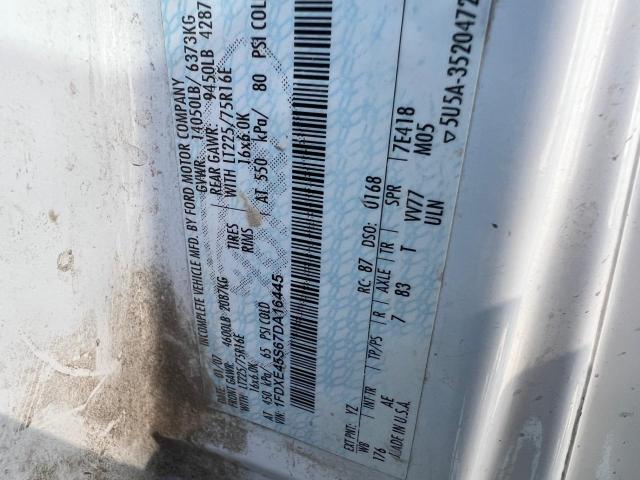 INCOMPLETE VEHICLE MFD. BY FORD MOTOR COMPANY
DATE: 01/07 GVWR: 14050LB/ 6373KG
FRONT GAWR: 4600LB 2087KG REAR GAWR: 9450LB 4287
LT225/75R16E TIRES WITH LT225/75R16E
16x6.0K RIMS 16x6.0K
AT 450 kPa/ 65 PSI COLD AT 550 kPa/ 80 PSI COL
VIN: 1FDXE45S67DA16445
EXT PNT: YZ RC: 87 DSO: 0168
WB INT TR TP/PS R AXLE TR SPR 7E418
176 AE 7 83 T VV77 M05
MADE IN U.S.A. ULN
▽5U5A-3520472